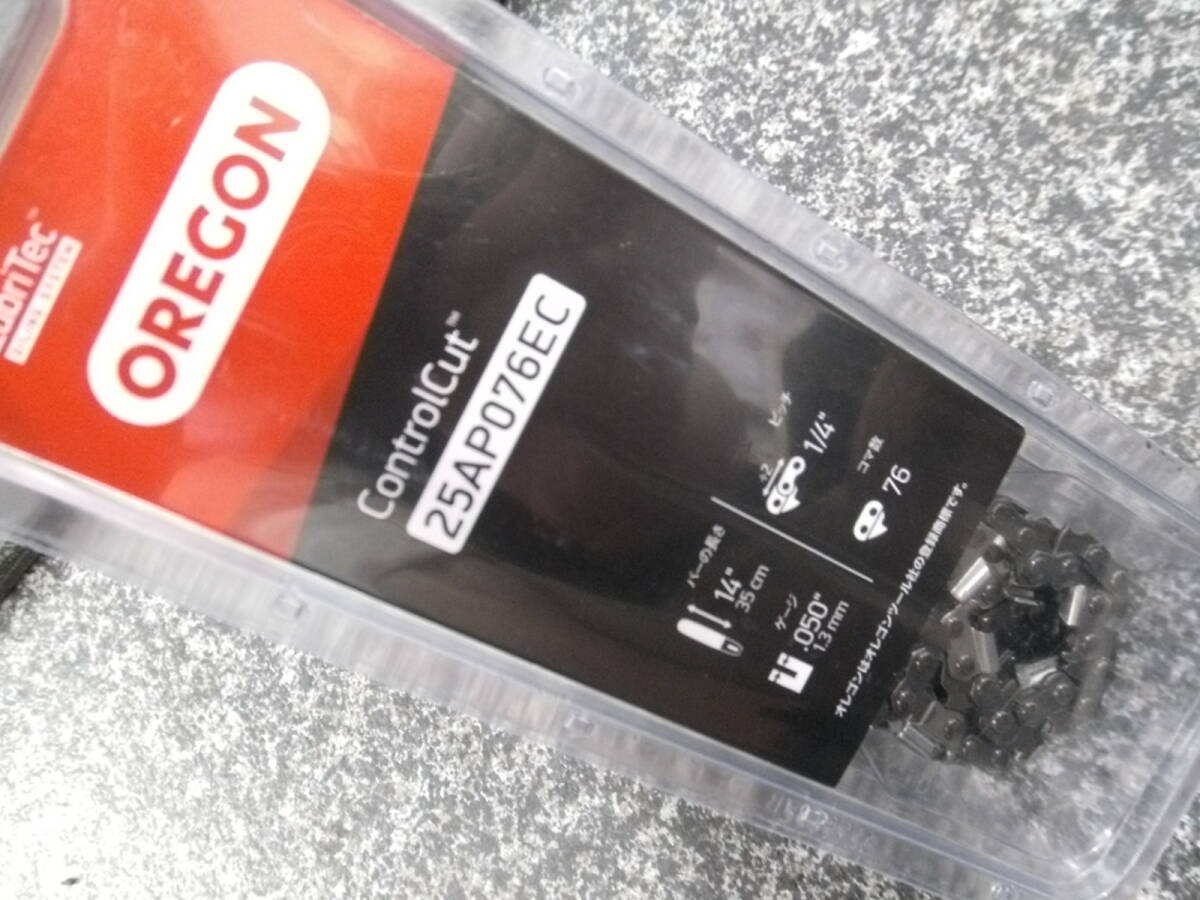 OREGON
OILING SYSTEM
ControlCut™
25AP076EC
バーの長さ
14"
35 cm
ピッチ
1/4"
ゲージ
.050"
1.3 mm
コマ数
76
オレゴンはオレゴンツール社の登録商標です。